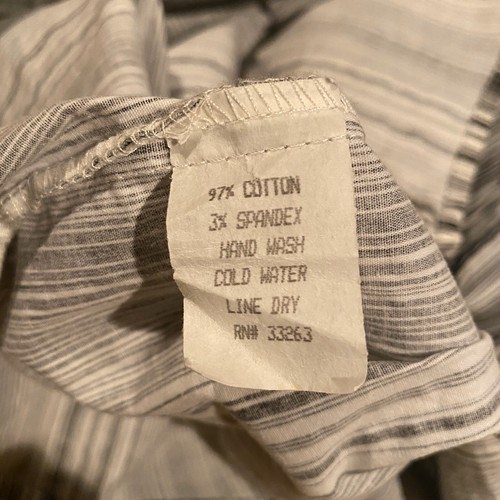 97% COTTON
3% SPANDEX
HAND WASH
COLD WATER
LINE DRY
RN# 33263